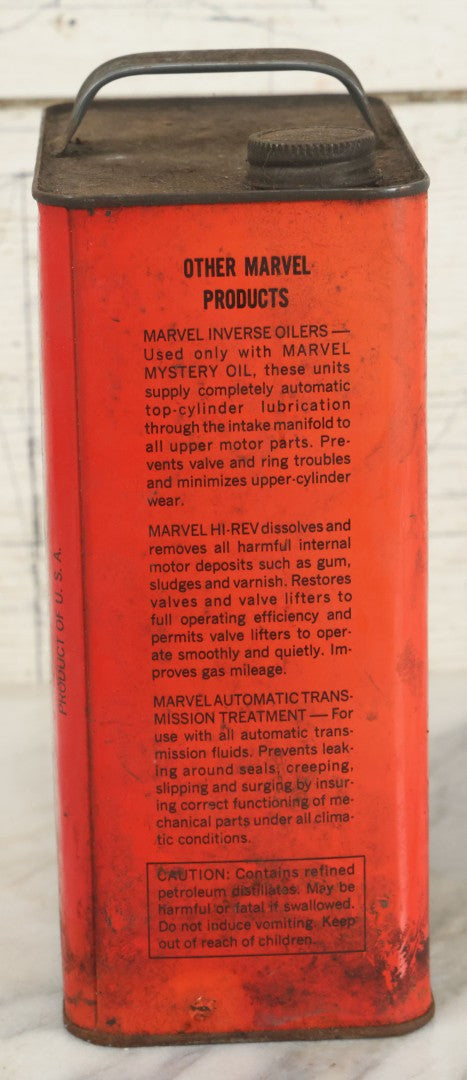 OTHER MARVEL
PRODUCTS
MARVEL INVERSE OILERS —
Used only with MARVEL
MYSTERY OIL, these units
supply completely automatic
top-cylinder lubrication
through the intake manifold to
all upper motor parts. Pre-
vents valve and ring troubles
and minimizes upper-cylinder
wear.
MARVEL HI-REV dissolves and
removes all harmful internal
motor deposits such as gum,
sludges and varnish. Restores
valves and valve lifters to
full operating efficiency and
permits valve lifters to oper-
ate smoothly and quietly. Im-
proves gas mileage.
MARVEL AUTOMATIC TRANS-
MISSION TREATMENT — For
use with all automatic trans-
mission fluids. Prevents leak-
ing around seals, creeping,
slipping and surging by insur-
ing correct functioning of me-
chanical parts under all clima-
tic conditions.
CAUTION: Contains refined
petroleum distillates. May be
harmful or fatal if swallowed.
Do not induce vomiting. Keep
out of reach of children.
PRODUCT OF U. S. A.